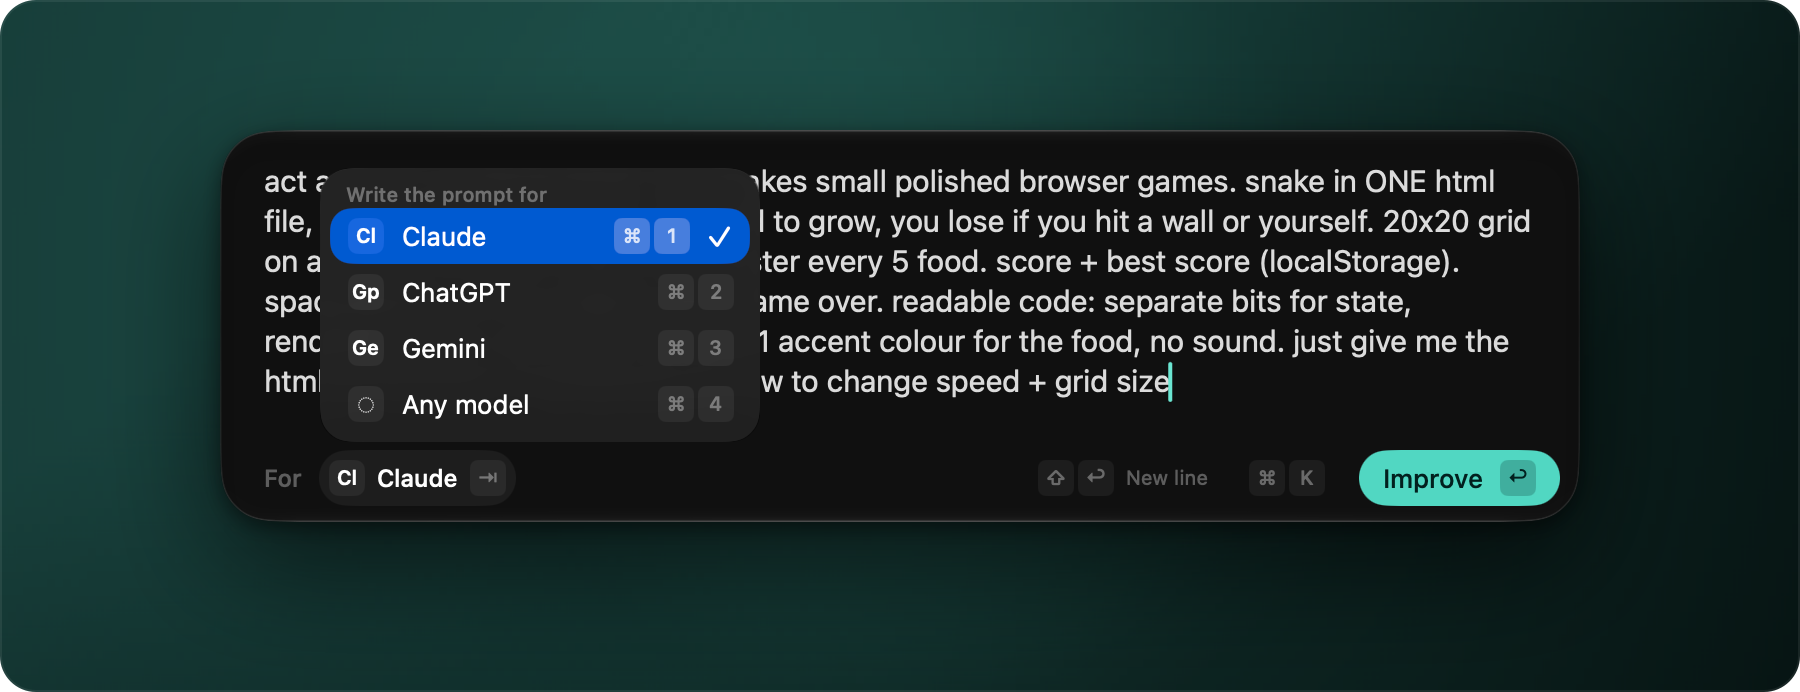 act
akes small polished browser games. snake in ONE html
file,
to grow, you lose if you hit a wall or yourself. 20x20 grid
on a
ster every 5 food. score + best score (localStorage).
ame over. readable code: separate bits for state,
1 accent colour for the food, no sound. just give me the
html
w to change speed + grid size
Write the prompt for
Cl Claude ⌘ 1
Gp ChatGPT ⌘ 2
Ge Gemini ⌘ 3
Any model ⌘ 4
For Cl Claude New line ⌘ K Improve